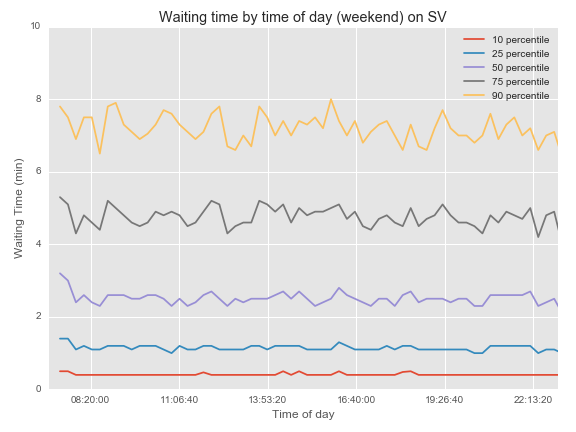 Waiting time by time of day (weekend) on SV
10 percentile
25 percentile
50 percentile
75 percentile
90 percentile
Waiting Time (min)
10
8
6
4
2
0
08:20:00 11:06:40 13:53:20 16:40:00 19:26:40 22:13:20
Time of day